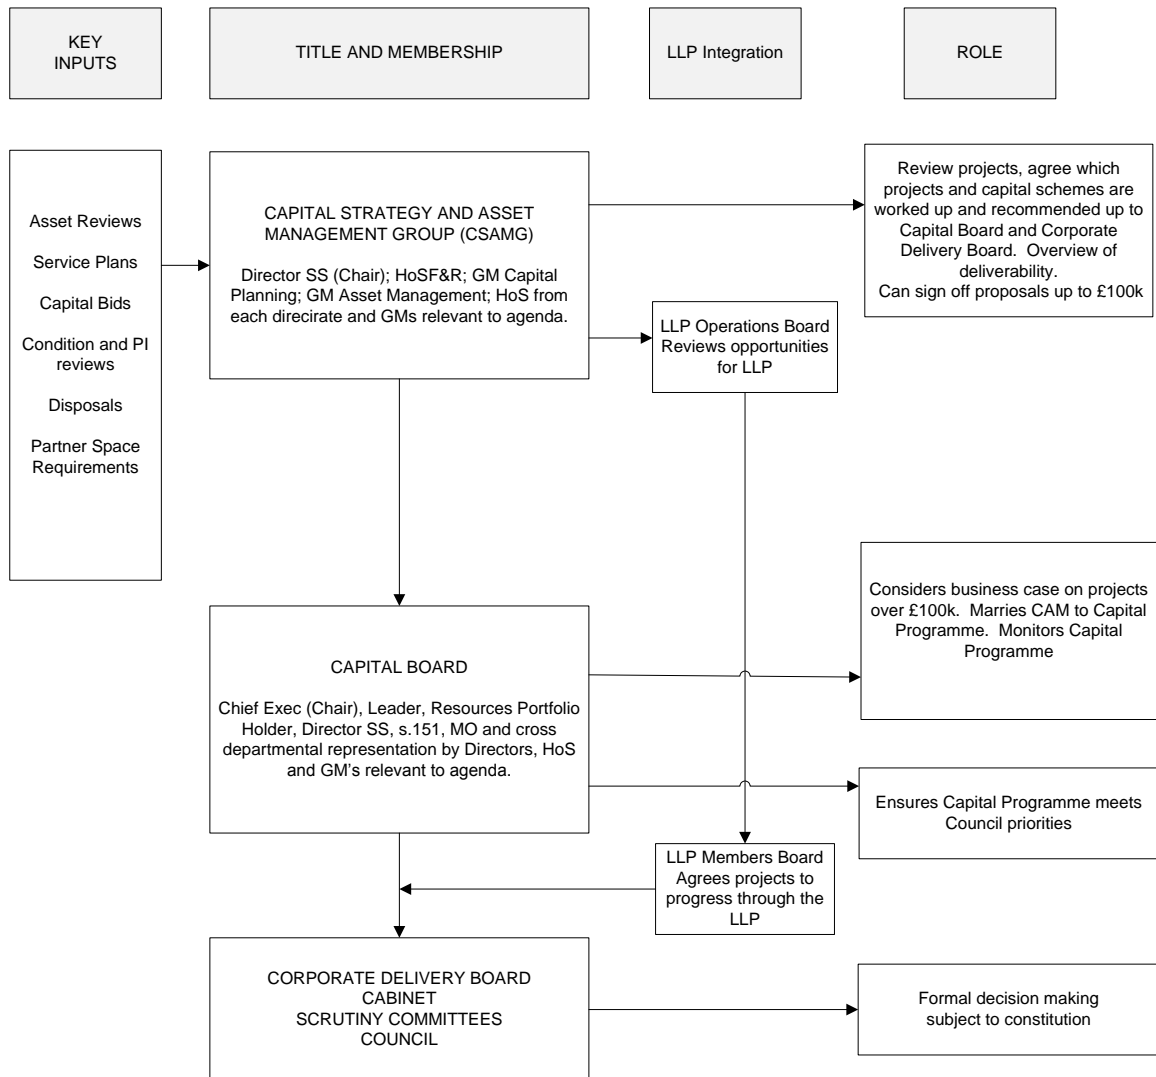 KEY
INPUTS
TITLE AND MEMBERSHIP
LLP Integration
ROLE
Asset Reviews
Service Plans
Capital Bids
Condition and PI
reviews
Disposals
Partner Space
Requirements
CAPITAL STRATEGY AND ASSET
MANAGEMENT GROUP (CSAMG)
Director SS (Chair); HoSF&R; GM Capital
Planning; GM Asset Management; HoS from
each direcirate and GMs relevant to agenda.
Review projects, agree which
projects and capital schemes are
worked up and recommended up to
Capital Board and Corporate
Delivery Board.  Overview of
deliverability.
Can sign off proposals up to £100k
LLP Operations Board
Reviews opportunities
for LLP
CAPITAL BOARD
Chief Exec (Chair), Leader, Resources Portfolio
Holder, Director SS, s.151, MO and cross
departmental representation by Directors, HoS
and GM's relevant to agenda.
Considers business case on projects
over £100k.  Marries CAM to Capital
Programme.  Monitors Capital
Programme
Ensures Capital Programme meets
Council priorities
LLP Members Board
Agrees projects to
progress through the
LLP
CORPORATE DELIVERY BOARD
CABINET
SCRUTINY COMMITTEES
COUNCIL
Formal decision making
subject to constitution